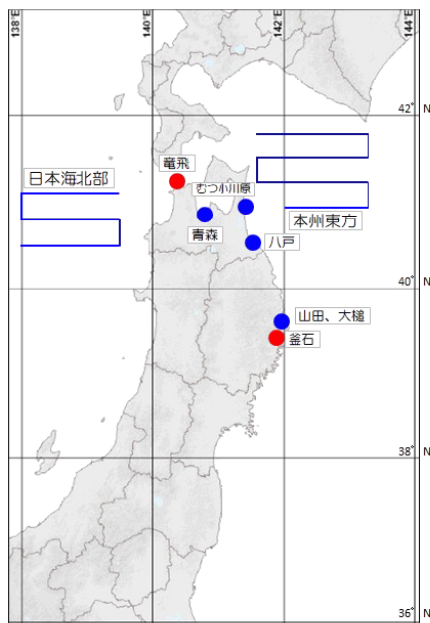 138°E
140°E
142°E
144°E
42°
N
竜飛
日本海北部
むつ小川原
本州東方
青森
八戸
40°
N
山田、大槌
釜石
38°
N
36°
N